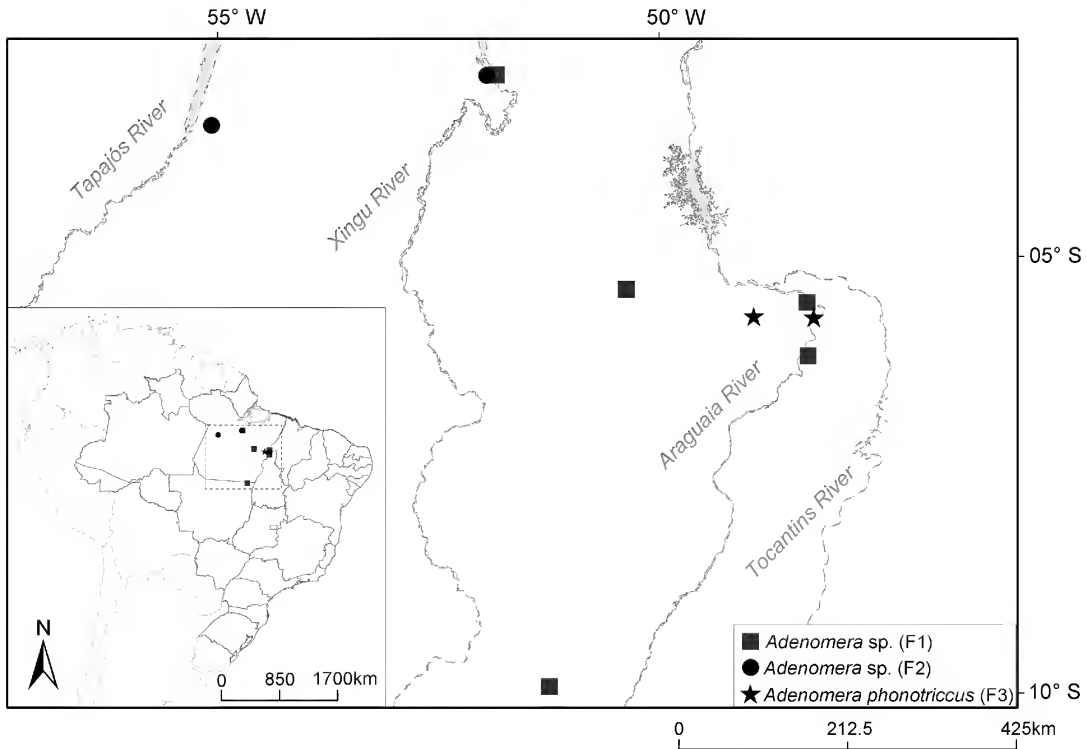 55° W
50° W
Tapajós River
Xingu River
05° S
Araguaia River
Tocantins River
N
0 850 1700km
Adenomera sp. (F1)
Adenomera sp. (F2)
Adenomera phonotriccus (F3)
10° S
0 212.5 425km